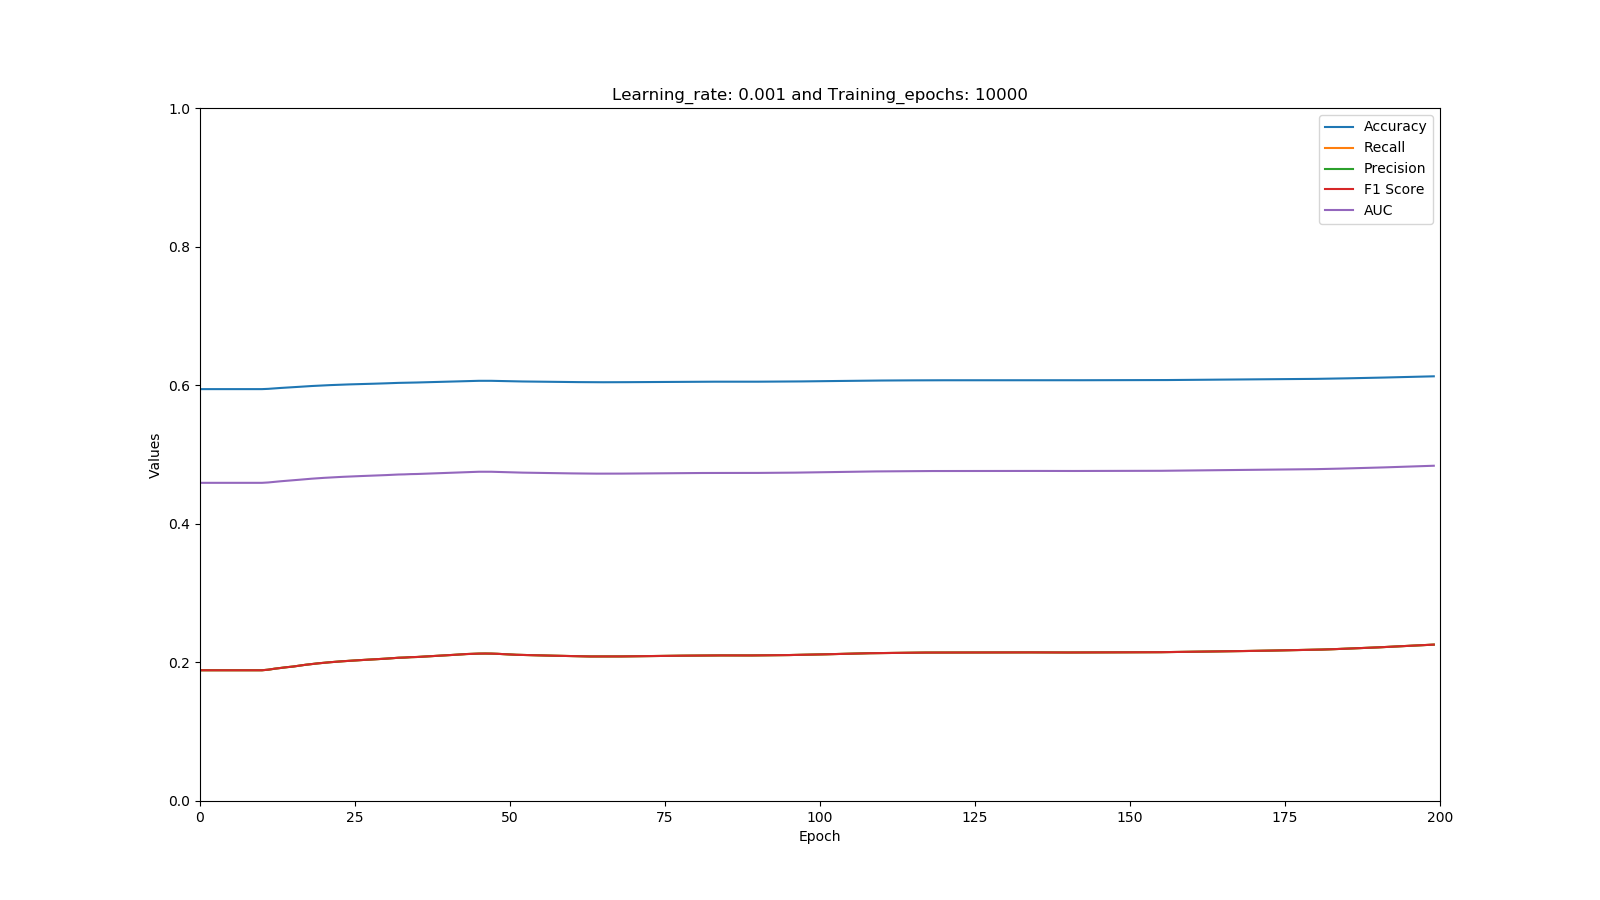 Learning_rate: 0.001 and Training_epochs: 10000
1.0
0.8
0.6
0.4
0.2
0.0
Values
Accuracy
Recall
Precision
F1 Score
AUC
0 25 50 75 100 125 150 175 200
Epoch